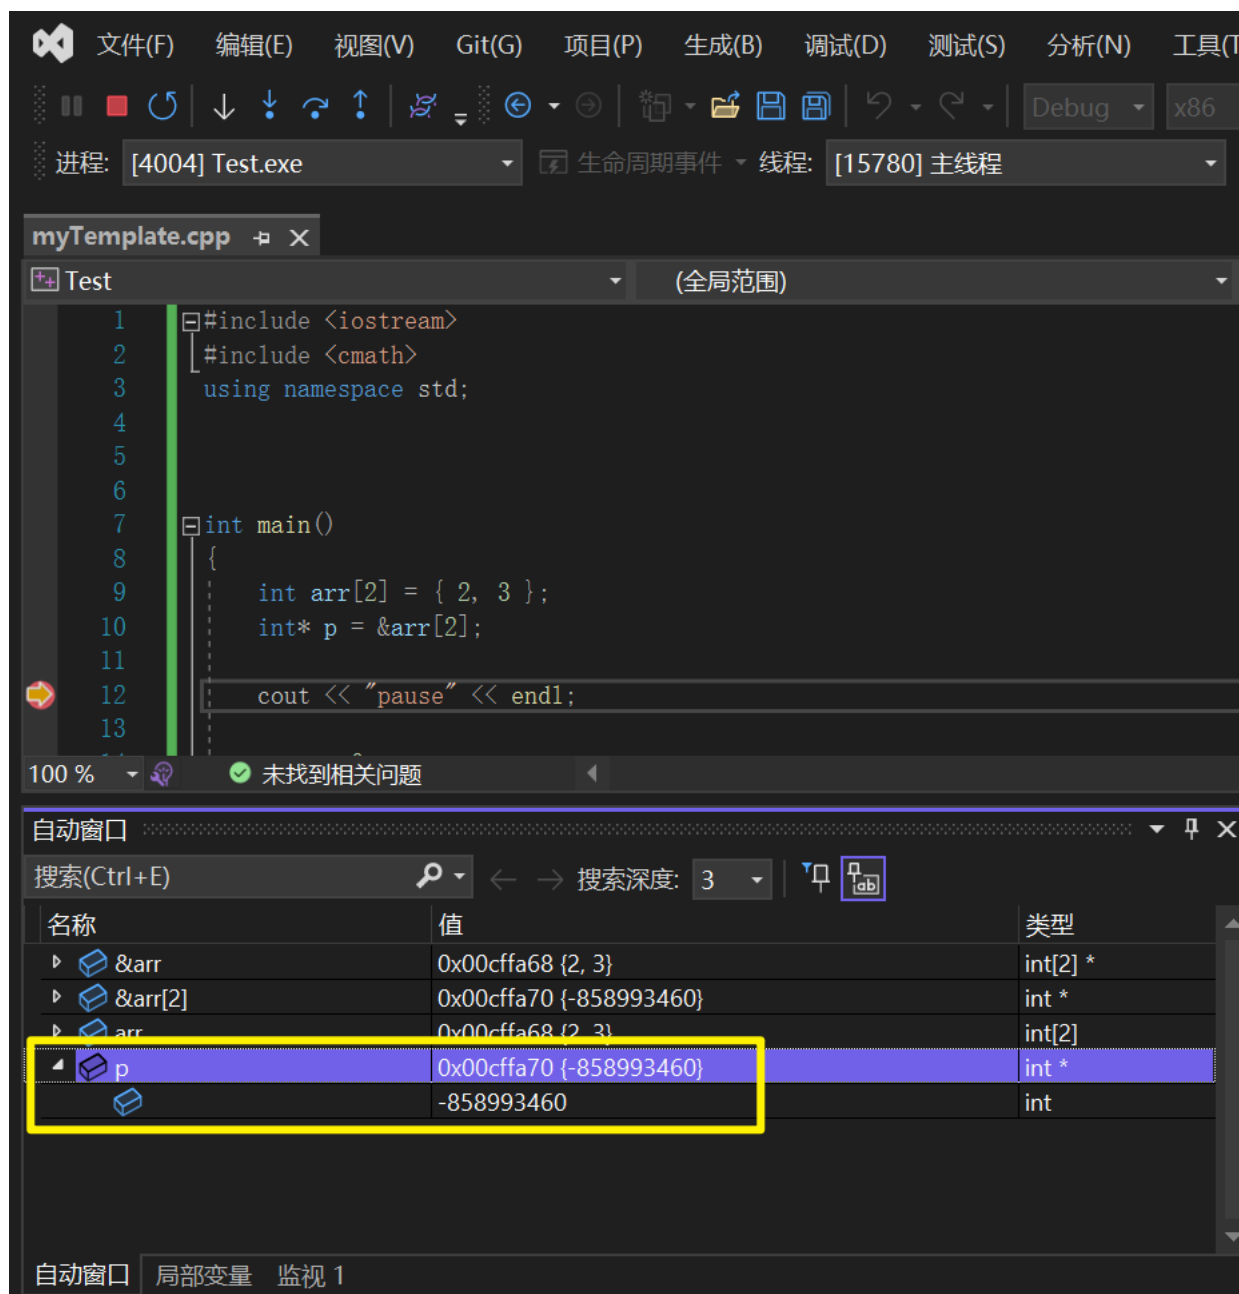 文件(F) 编辑(E) 视图(V) Git(G) 项目(P) 生成(B) 调试(D) 测试(S) 分析(N) 工具(T
Debug x86
进程: [4004] Test.exe 生命周期事件 线程: [15780] 主线程
myTemplate.cpp
Test (全局范围)
1 #include <iostream>
2 #include <cmath>
3 using namespace std;
4
5
6
7 int main()
8 {
9 int arr[2] = { 2, 3 };
10 int* p = &arr[2];
11
12 cout << "pause" << endl;
13
100 % 未找到相关问题
自动窗口
搜索(Ctrl+E) 搜索深度: 3
名称 值 类型
&arr 0x00cffa68 {2, 3} int[2] *
&arr[2] 0x00cffa70 {-858993460} int *
arr 0x00cffa68 {2, 3} int[2]
p 0x00cffa70 {-858993460} int *
-858993460 int
自动窗口 局部变量 监视 1